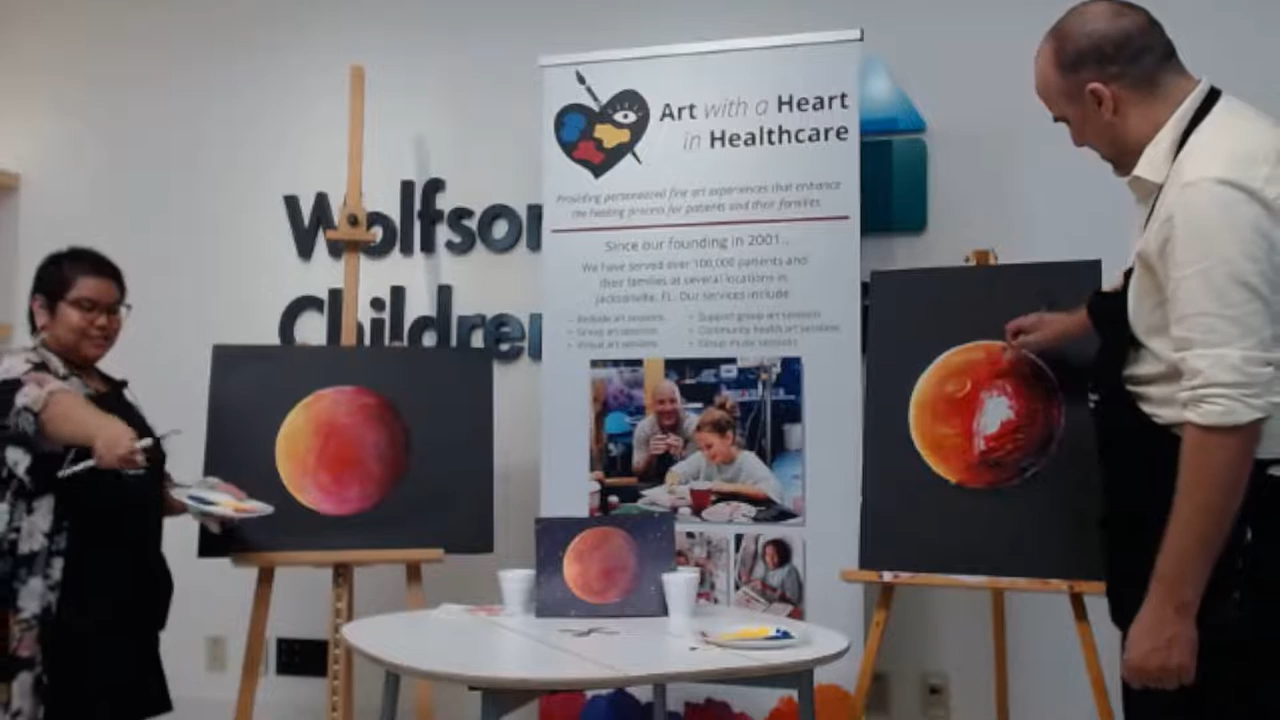 Wolfson
Children
Art with a Heart
in Healthcare
Providing personalized fine art experiences that enhance
the healing process for patients and their families
Since our founding in 2001...
We have served over 100,000 patients and
their families at several locations in
Jacksonville, FL. Our services include
- Bedside art sessions
• Group art sessions
• Virtual art sessions
• Support group art sessions
• Community health art sessions
• Group music sessions